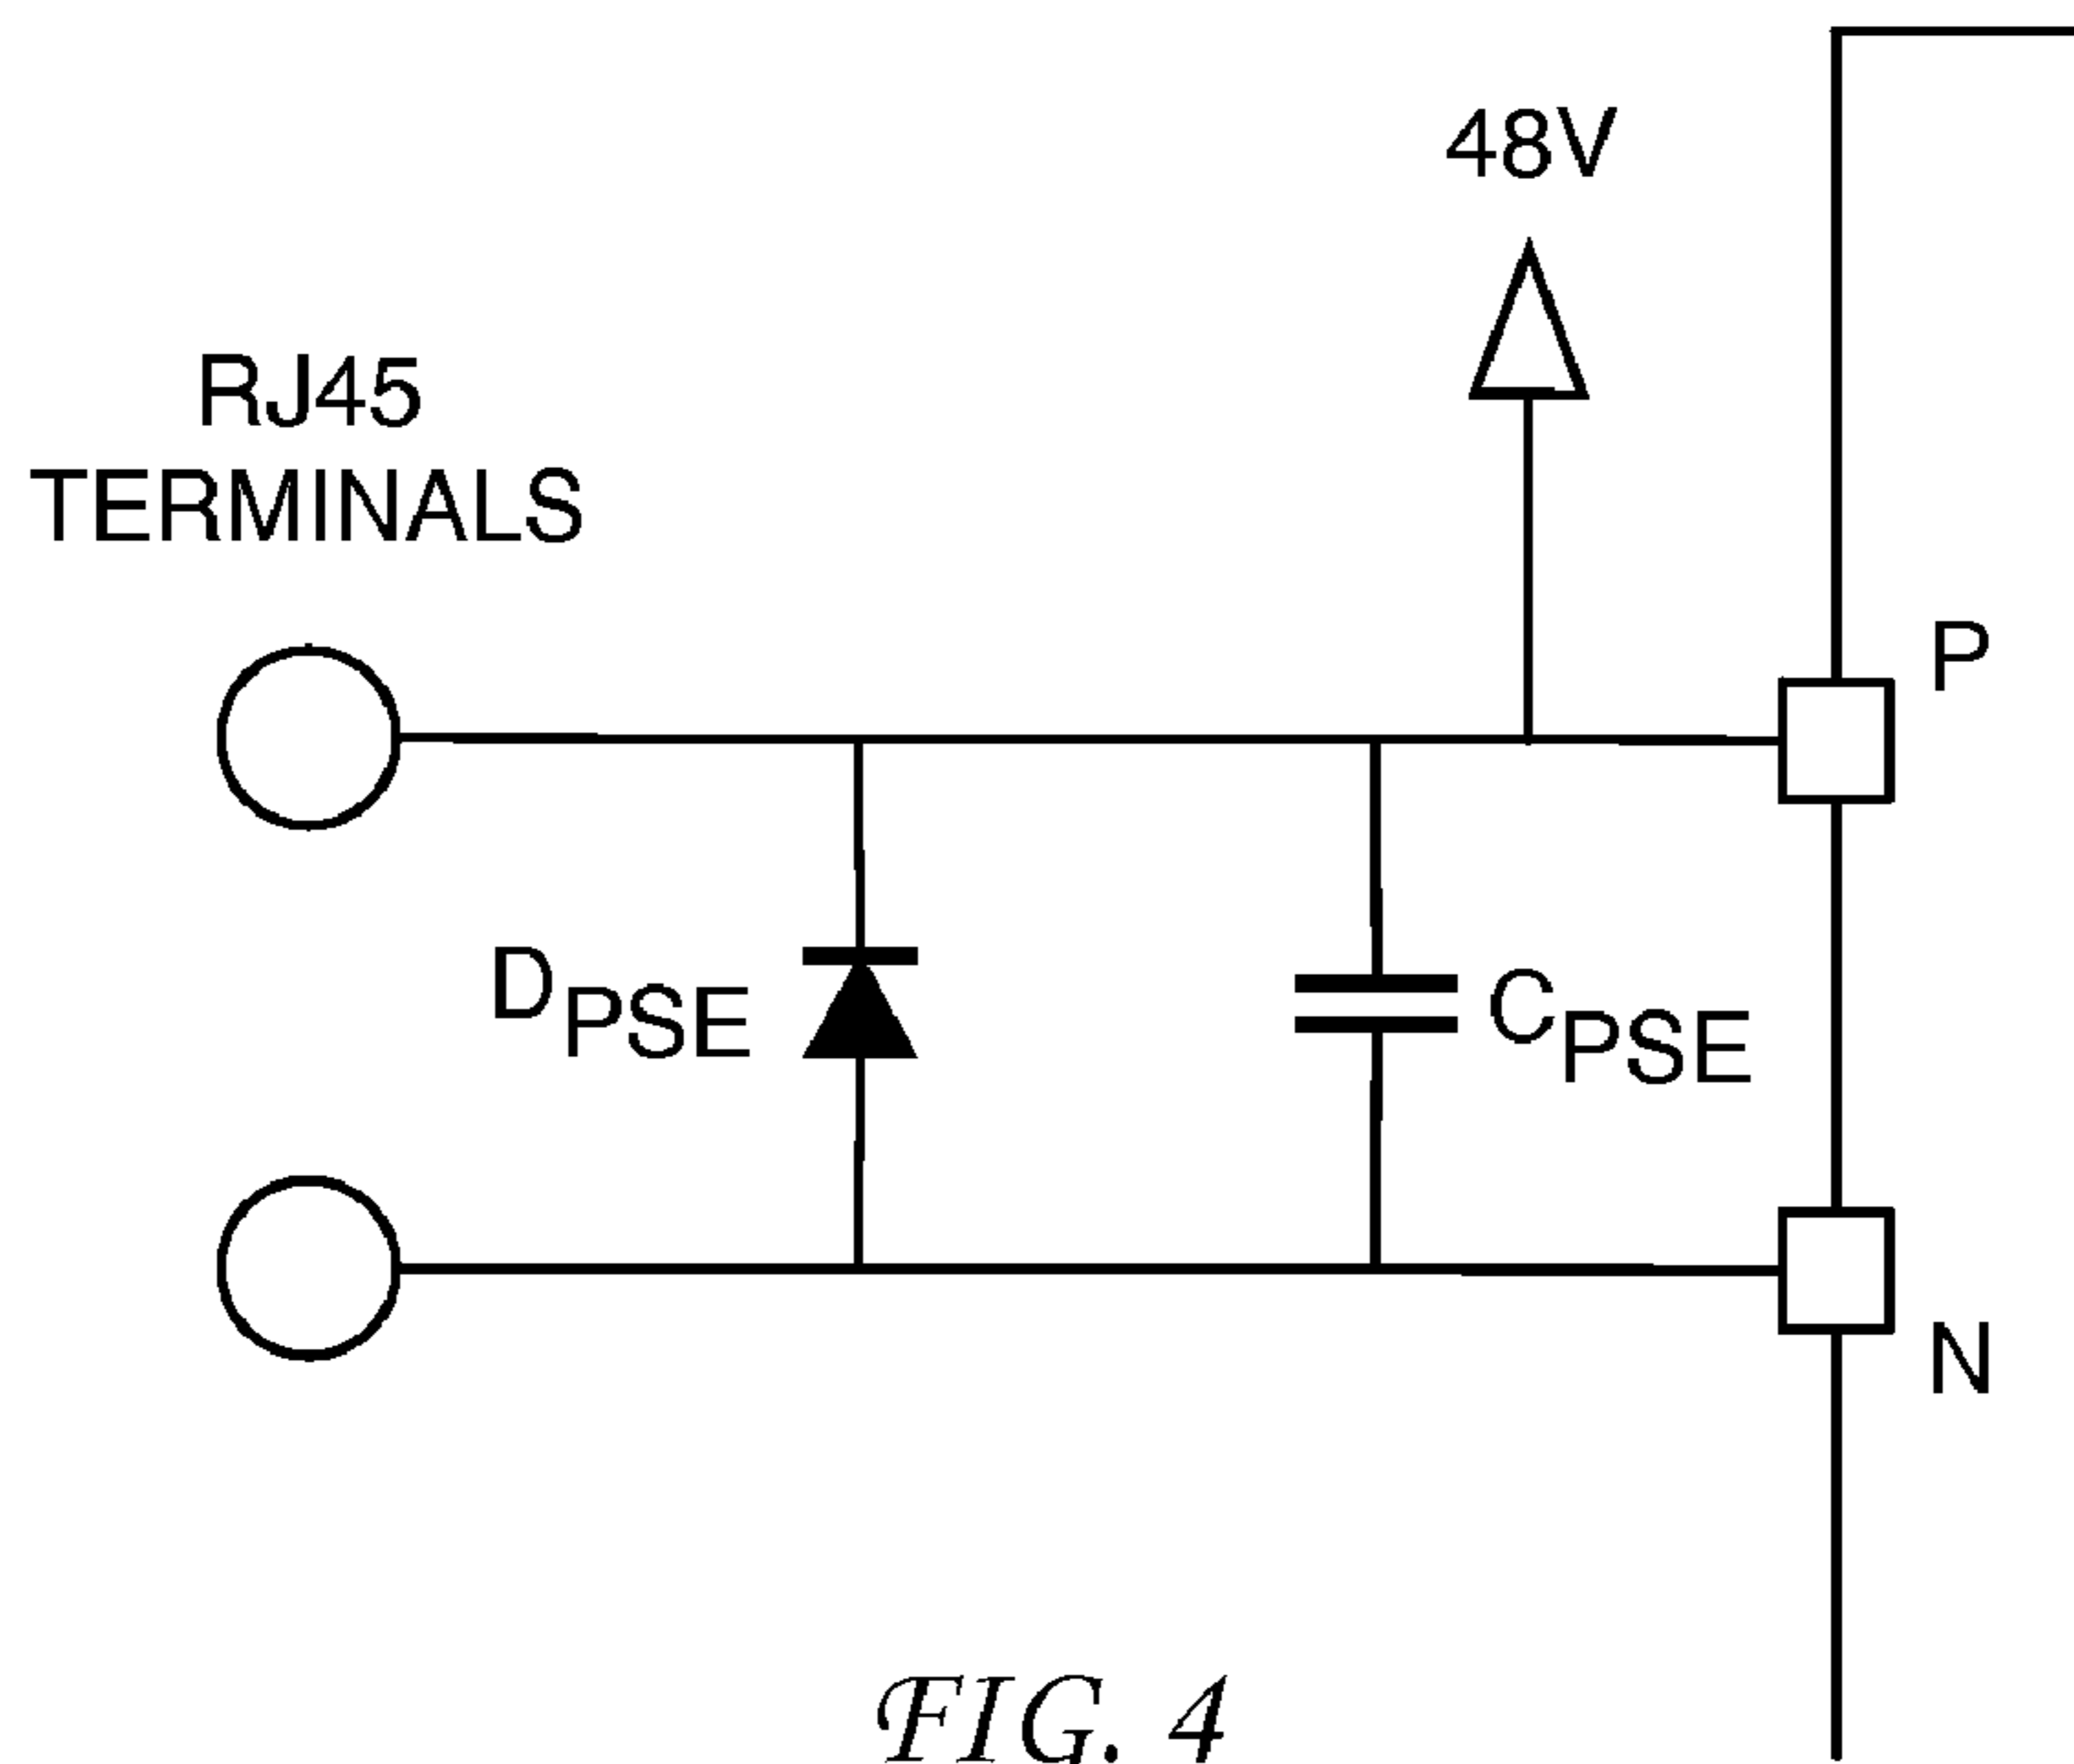 48V
RJ45
TERMINALS
P
DPSE
CPSE
N
FIG. 4